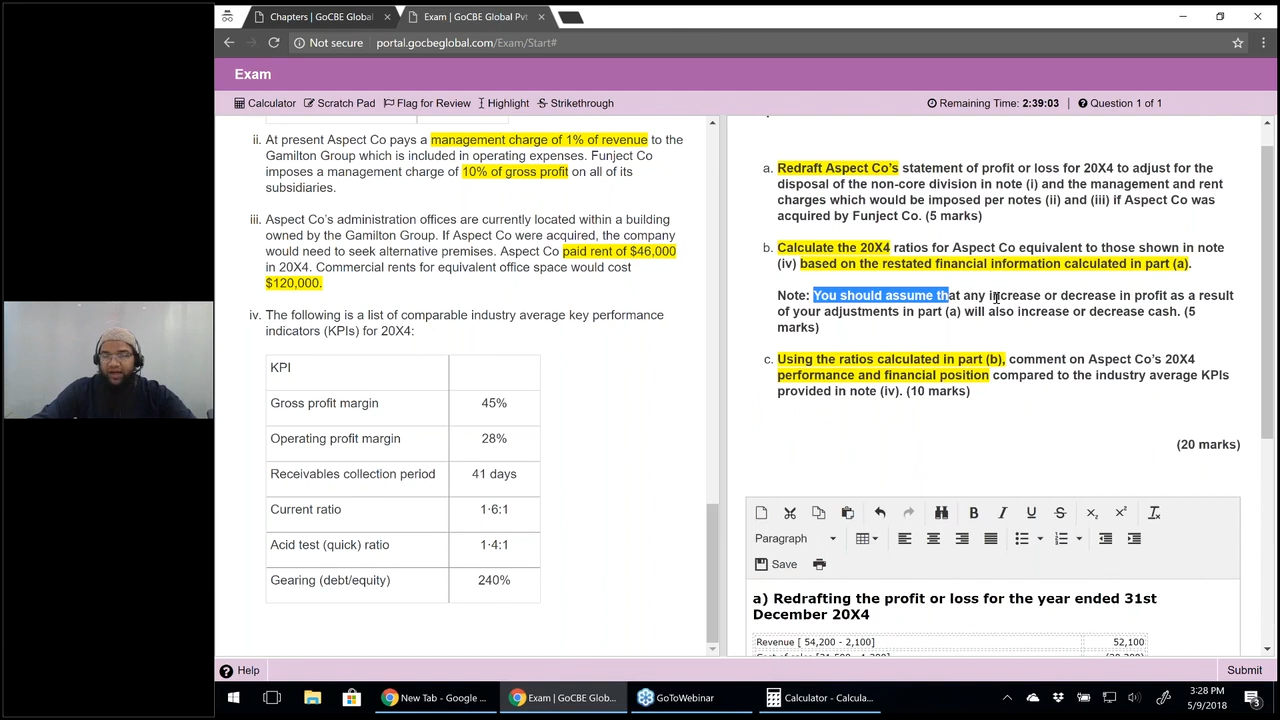 Chapters | GoCBE Global
Exam | GoCBE Global Pvt
Not secure
portal.gocbeglobal.com/Exam/Start#
Exam
Calculator
Scratch Pad
Flag for Review
Highlight
Strikethrough
Remaining Time: 2:39:03
Question 1 of 1
ii. At present Aspect Co pays a management charge of 1% of revenue to the
Gamilton Group which is included in operating expenses. Funject Co
imposes a management charge of 10% of gross profit on all of its
subsidiaries.
iii. Aspect Co’s administration offices are currently located within a building
owned by the Gamilton Group. If Aspect Co were acquired, the company
would need to seek alternative premises. Aspect Co paid rent of $46,000
in 20X4. Commercial rents for equivalent office space would cost
$120,000.
iv. The following is a list of comparable industry average key performance
indicators (KPIs) for 20X4:
KPI
Gross profit margin 45%
Operating profit margin 28%
Receivables collection period 41 days
Current ratio 1·6:1
Acid test (quick) ratio 1·4:1
Gearing (debt/equity) 240%
a. Redraft Aspect Co’s statement of profit or loss for 20X4 to adjust for the
disposal of the non-core division in note (i) and the management and rent
charges which would be imposed per notes (ii) and (iii) if Aspect Co was
acquired by Funject Co. (5 marks)
b. Calculate the 20X4 ratios for Aspect Co equivalent to those shown in note
(iv) based on the restated financial information calculated in part (a).
Note: You should assume that any increase or decrease in profit as a result
of your adjustments in part (a) will also increase or decrease cash. (5
marks)
c. Using the ratios calculated in part (b), comment on Aspect Co’s 20X4
performance and financial position compared to the industry average KPIs
provided in note (iv). (10 marks)
(20 marks)
Paragraph
Save
a) Redrafting the profit or loss for the year ended 31st
December 20X4
Revenue [ 54,200 - 2,100] 52,100
Help
Submit
New Tab - Google ...
Exam | GoCBE Glob...
GoToWebinar
Calculator - Calcula...
3:28 PM
5/9/2018
3